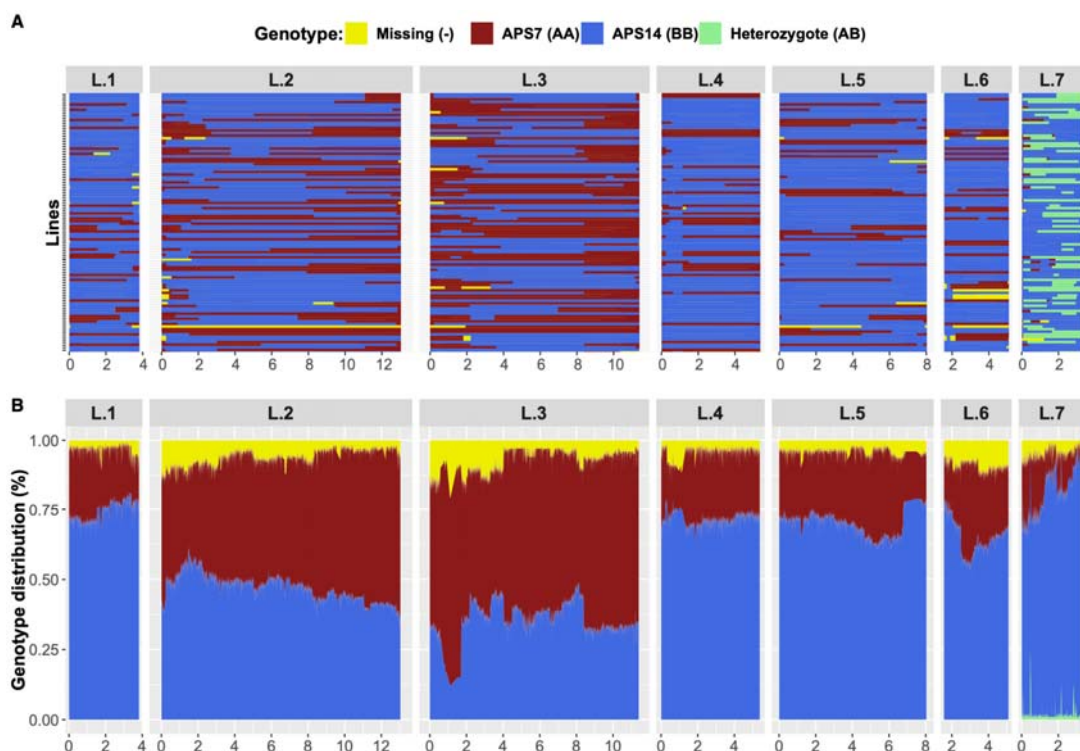 A
Genotype: Missing (-) APS7 (AA) APS14 (BB) Heterozygote (AB)
L.1 L.2 L.3 L.4 L.5 L.6 L.7
Lines
0 2 4 0 2 4 6 8 10 12 0 2 4 6 8 10 0 2 4 0 2 4 6 8 0 2 4 0 2
B
L.1 L.2 L.3 L.4 L.5 L.6 L.7
Genotype distribution (%)
1.00
0.75
0.50
0.25
0.00
0 2 4 0 2 4 6 8 10 12 0 2 4 6 8 10 0 2 4 0 2 4 6 8 0 2 4 0 2